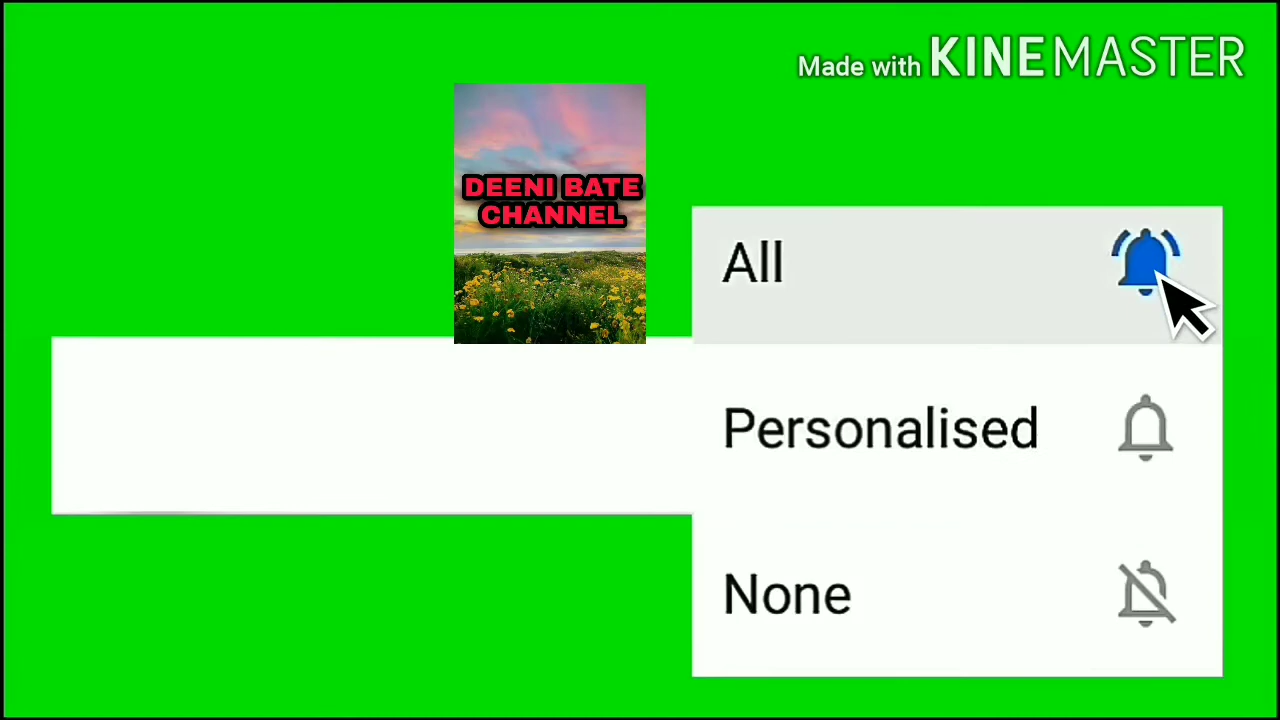 Made with KINEMASTER
DEENI BATE
CHANNEL
All
Personalised
None